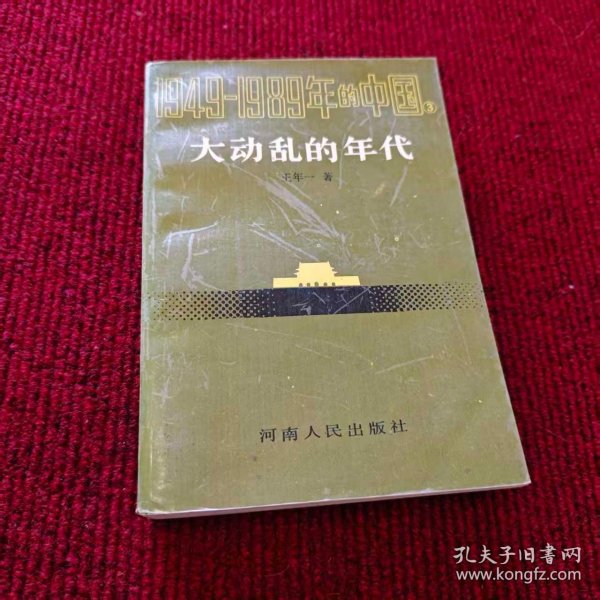 1949-1989年的中国③
大动乱的年代
王年一 著
河南人民出版社
孔夫子旧书网
www.kongfz.com